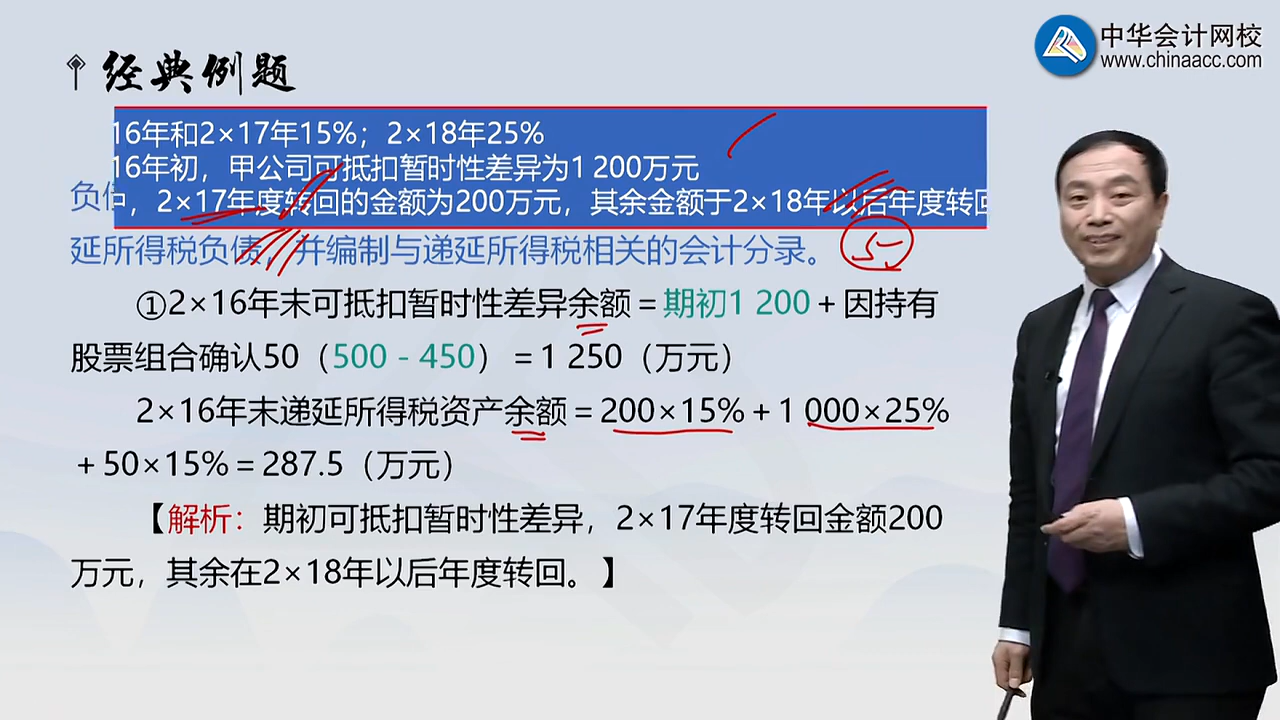 中华会计网校
www.chinaacc.com
经典例题
16年和2×17年15%；2×18年25%
16年初，甲公司可抵扣暂时性差异为1 200万元
，2×17年度转回的金额为200万元，其余金额于2×18年以后年度转回
负债
延所得税负债，并编制与递延所得税相关的会计分录。
5
①2×16年末可抵扣暂时性差异余额＝期初1 200＋因持有
股票组合确认50（500－450）＝1 250（万元）
2×16年末递延所得税资产余额＝200×15%＋1 000×25%
＋50×15%＝287.5（万元）
【解析：期初可抵扣暂时性差异，2×17年度转回金额200
万元，其余在2×18年以后年度转回。】